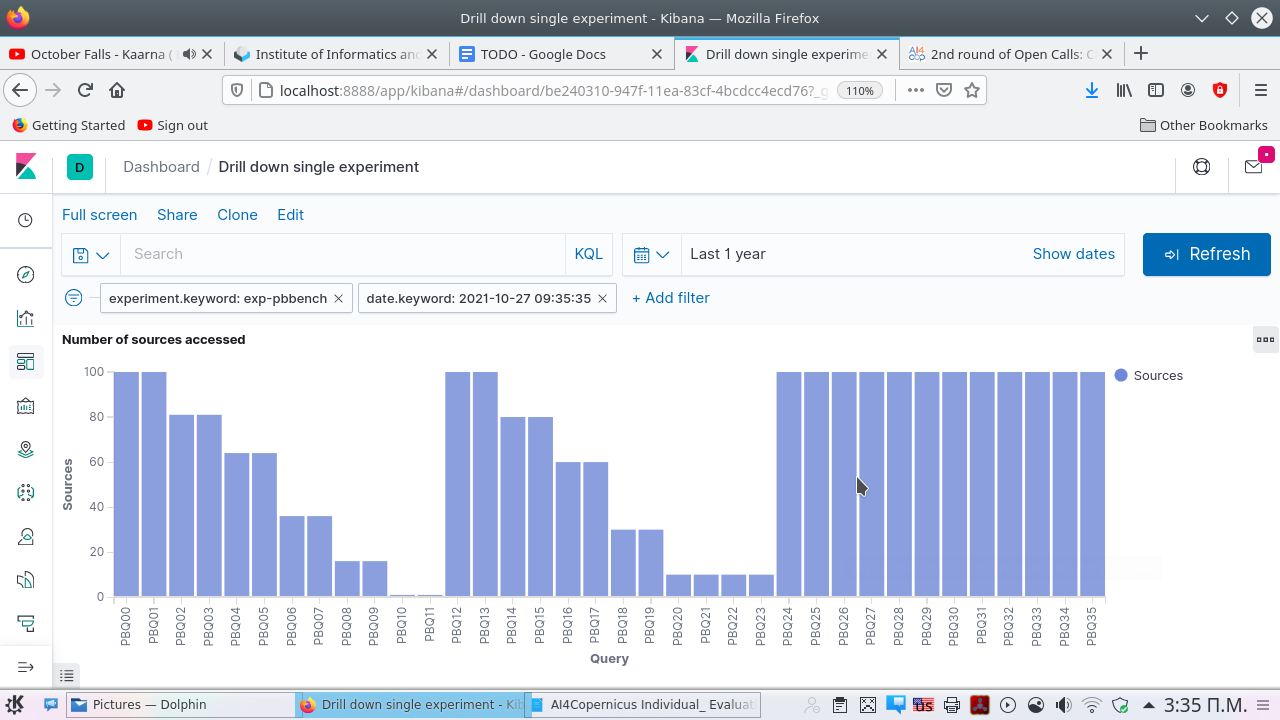 Drill down single experiment - Kibana — Mozilla Firefox
October Falls - Kaarna (
Institute of Informatics and
TODO - Google Docs
Drill down single experime
2nd round of Open Calls: C
localhost:8888/app/kibana#/dashboard/be240310-947f-11ea-83cf-4bcdcc4ecd76?_g
110%
Getting Started
Sign out
Other Bookmarks
D
Dashboard / Drill down single experiment
Full screen
Share
Clone
Edit
Search
KQL
Last 1 year
Show dates
Refresh
experiment.keyword: exp-pbbench
date.keyword: 2021-10-27 09:35:35
+ Add filter
Number of sources accessed
Sources
100
80
60
40
20
0
Sources
PBQ00
PBQ01
PBQ02
PBQ03
PBQ04
PBQ05
PBQ06
PBQ07
PBQ08
PBQ09
PBQ10
PBQ11
PBQ12
PBQ13
PBQ14
PBQ15
PBQ16
PBQ17
PBQ18
PBQ19
PBQ20
PBQ21
PBQ22
PBQ23
PBQ24
PBQ25
PBQ26
PBQ27
PBQ28
PBQ29
PBQ30
PBQ31
PBQ32
PBQ33
PBQ34
PBQ35
Query
Pictures — Dolphin
Drill down single experiment - Kib
AI4Copernicus Individual_ Evaluat
us
3:35 Π.Μ.